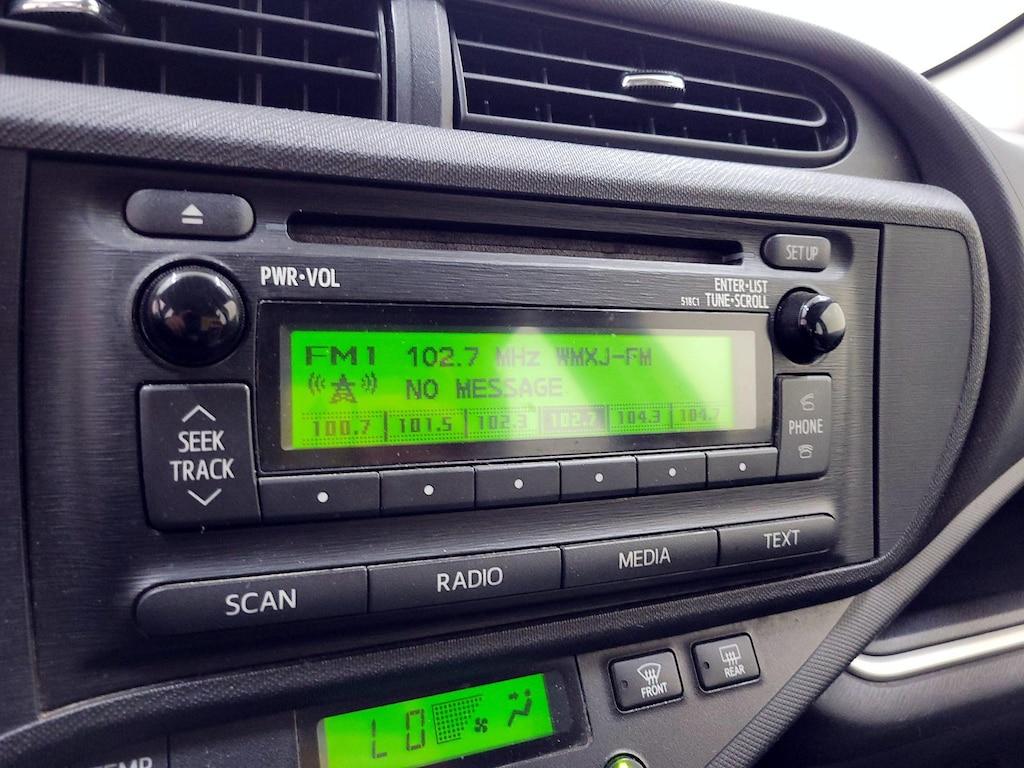 SET UP
PWR•VOL
ENTER•LIST
518C1 TUNE•SCROLL
FM1 102.7 MHz WMXJ-FM
NO MESSAGE
100.7 101.5 102.3 102.7 104.3 104.7
SEEK
TRACK
PHONE
SCAN RADIO MEDIA TEXT
FRONT
REAR
LO
TEMP